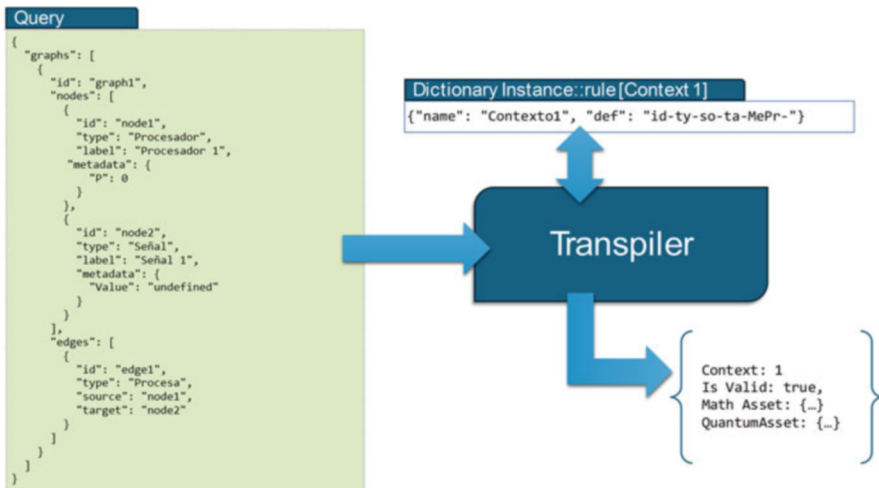 Query
{
"graphs": [
{
"id": "graph1",
"nodes": [
{
"id": "node1",
"type": "Procesador",
"label": "Procesador 1",
"metadata": {
"P": 0
}
},
{
"id": "node2",
"type": "Señal",
"label": "Señal 1",
"metadata": {
"Value": "undefined"
}
}
],
"edges": [
{
"id": "edge1",
"type": "Procesa",
"source": "node1",
"target": "node2"
}
]
}
]
}
Dictionary Instance::rule[Context 1]
{"name": "Contexto1", "def": "id-ty-so-ta-MePr-"}
Transpiler
Context: 1
Is Valid: true,
Math Asset: {…}
QuantumAsset: {…}